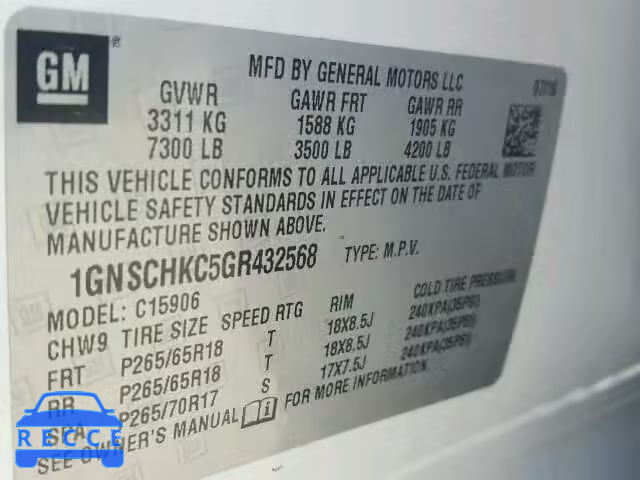 GM
MFD BY GENERAL MOTORS LLC
GVWR GAWR FRT GAWR RR
3311 KG 1588 KG 1905 KG
7300 LB 3500 LB 4200 LB
THIS VEHICLE CONFORMS TO ALL APPLICABLE U.S. FEDERAL MOTOR
VEHICLE SAFETY STANDARDS IN EFFECT ON THE DATE OF
MANUFACTURE SHOWN ABOVE.
1GNSCHKC5GR432568 TYPE: M.P.V.
MODEL: C15906
CHW9 TIRE SIZE SPEED RTG RIM COLD TIRE PRESSURE
FRT P265/65R18 T 18X8.5J 240KPA(35PSI)
RR P265/65R18 T 18X8.5J 240KPA(35PSI)
SPA P265/70R17 S 17X7.5J 240KPA(35PSI)
SEE OWNER'S MANUAL FOR MORE INFORMATION.
RECCE